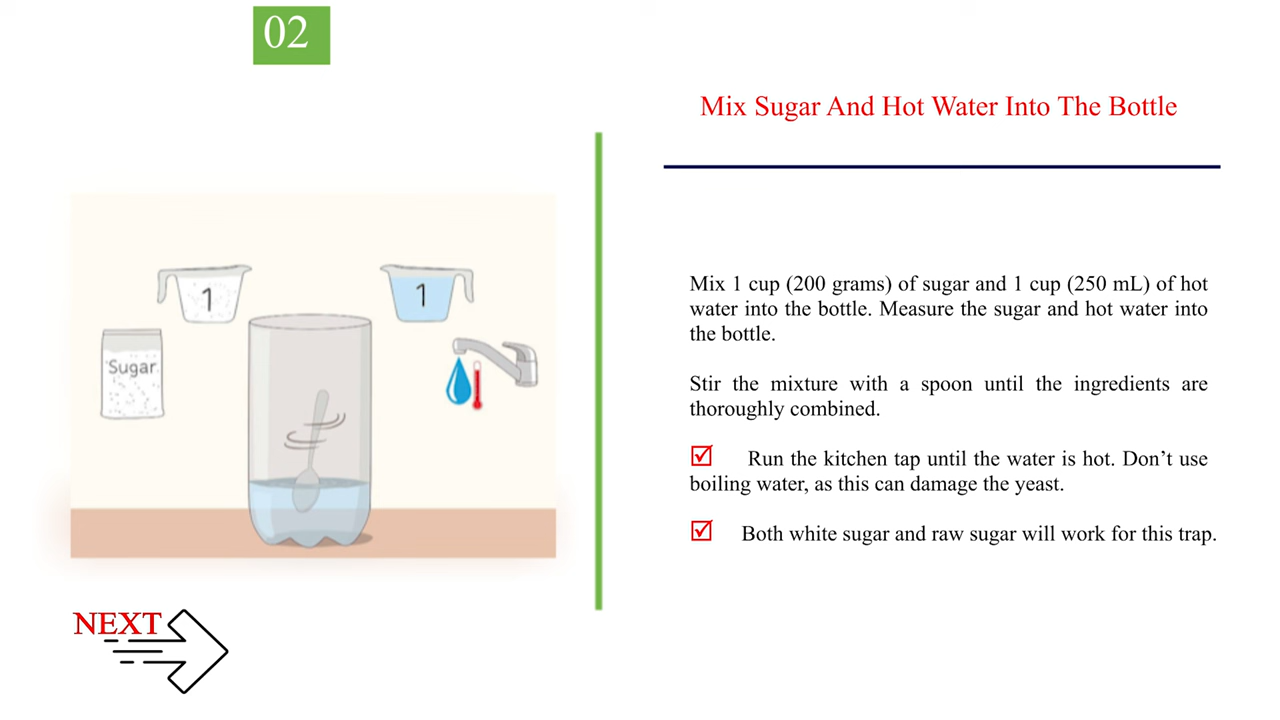 02
Mix Sugar And Hot Water Into The Bottle
1
1
Sugar
Mix 1 cup (200 grams) of sugar and 1 cup (250 mL) of hot
water into the bottle. Measure the sugar and hot water into
the bottle.
Stir the mixture with a spoon until the ingredients are
thoroughly combined.
Run the kitchen tap until the water is hot. Don’t use
boiling water, as this can damage the yeast.
Both white sugar and raw sugar will work for this trap.
NEXT